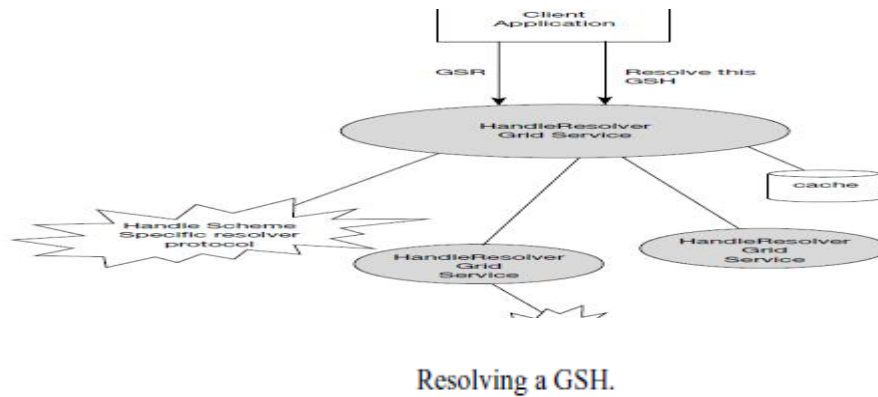 Client
Application
GSR
Resolve this
GSH
HandleResolver
Grid Service
cache
Handle Scheme
Specific resolver
protocol
HandleResolver
Grid
Service
HandleResolver
Grid
Service
Resolving a GSH.